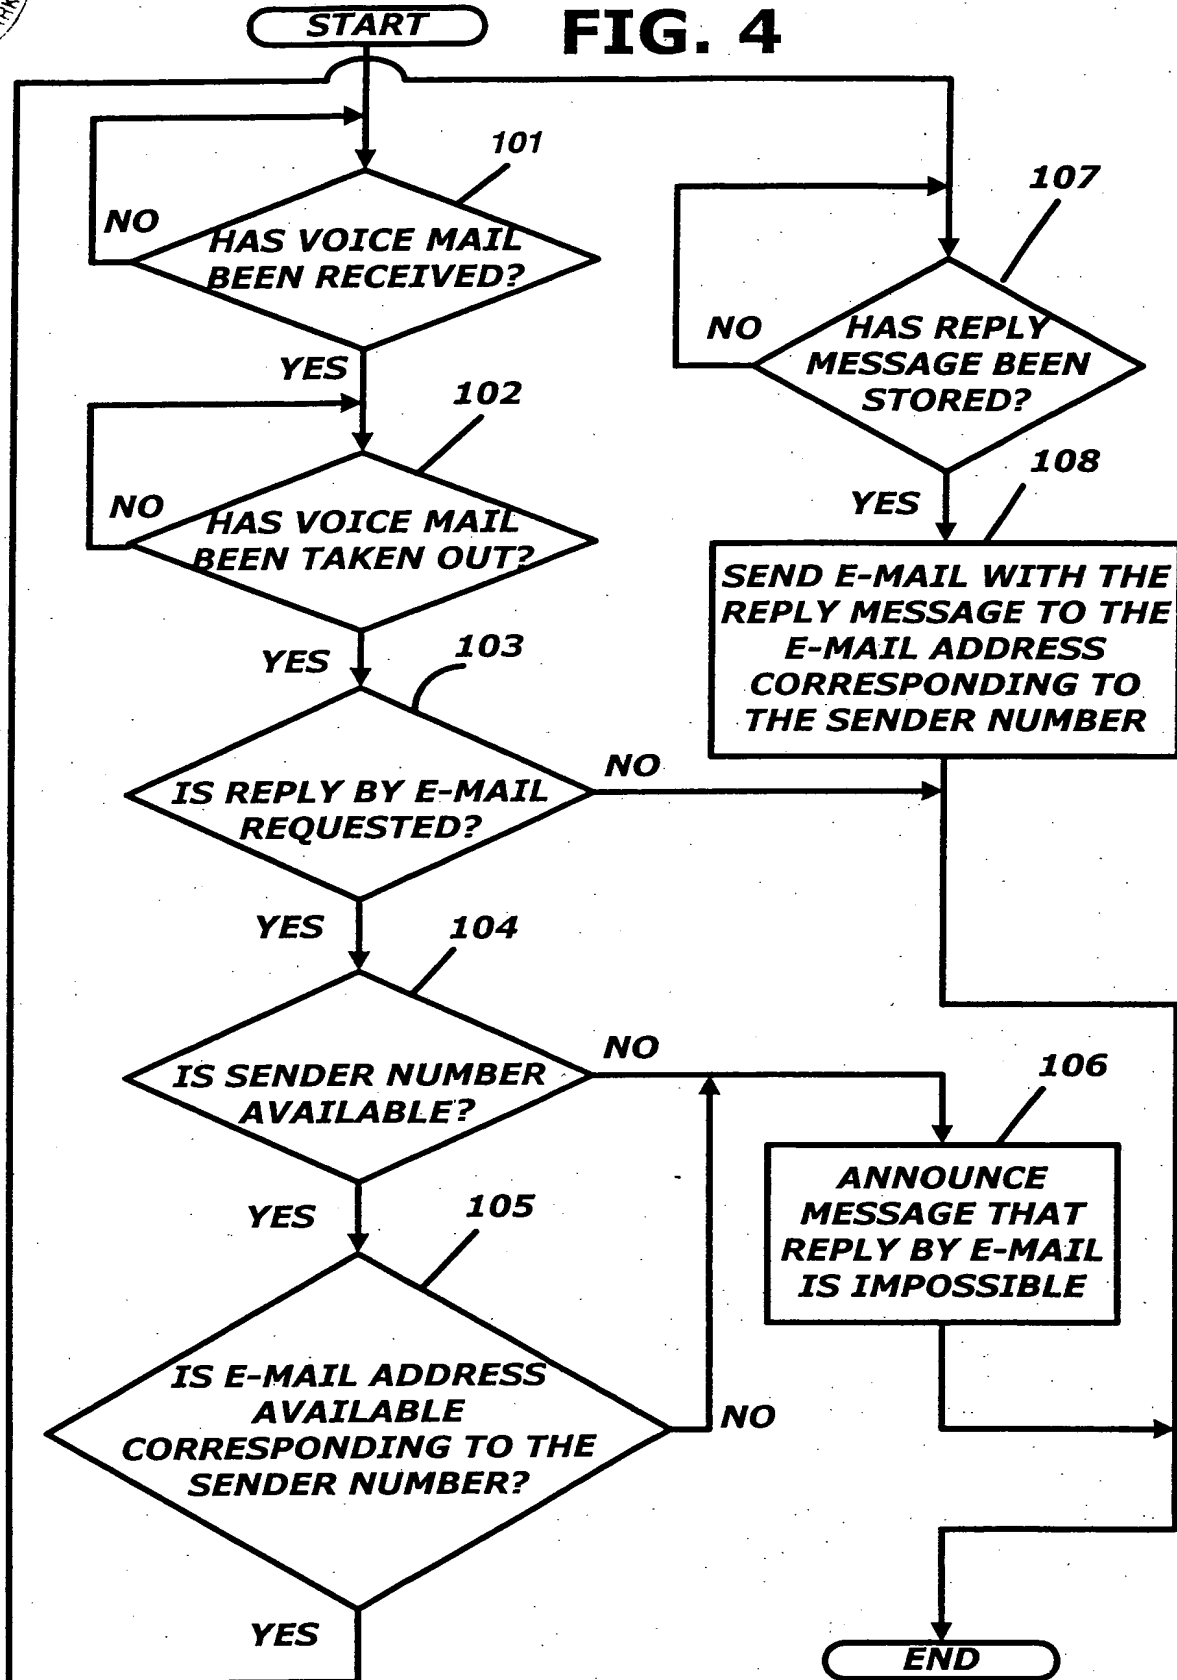 START
FIG. 4
101
NO
HAS VOICE MAIL
BEEN RECEIVED?
YES
102
NO
HAS VOICE MAIL
BEEN TAKEN OUT?
YES
103
IS REPLY BY E-MAIL
REQUESTED?
NO
YES
104
IS SENDER NUMBER
AVAILABLE?
NO
YES
105
IS E-MAIL ADDRESS
AVAILABLE
CORRESPONDING TO THE
SENDER NUMBER?
NO
YES
106
ANNOUNCE
MESSAGE THAT
REPLY BY E-MAIL
IS IMPOSSIBLE
107
NO
HAS REPLY
MESSAGE BEEN
STORED?
YES
108
SEND E-MAIL WITH THE
REPLY MESSAGE TO THE
E-MAIL ADDRESS
CORRESPONDING TO
THE SENDER NUMBER
END